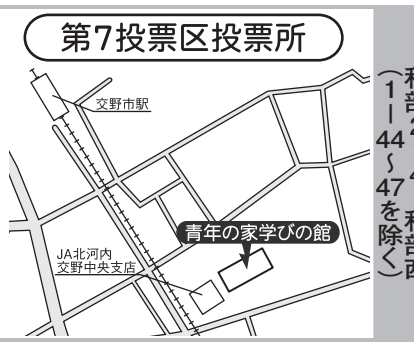 第7投票区投票所
交野市駅
青年の家学びの館
JA北河内
交野中央支店
(1ー44〜47を除く)